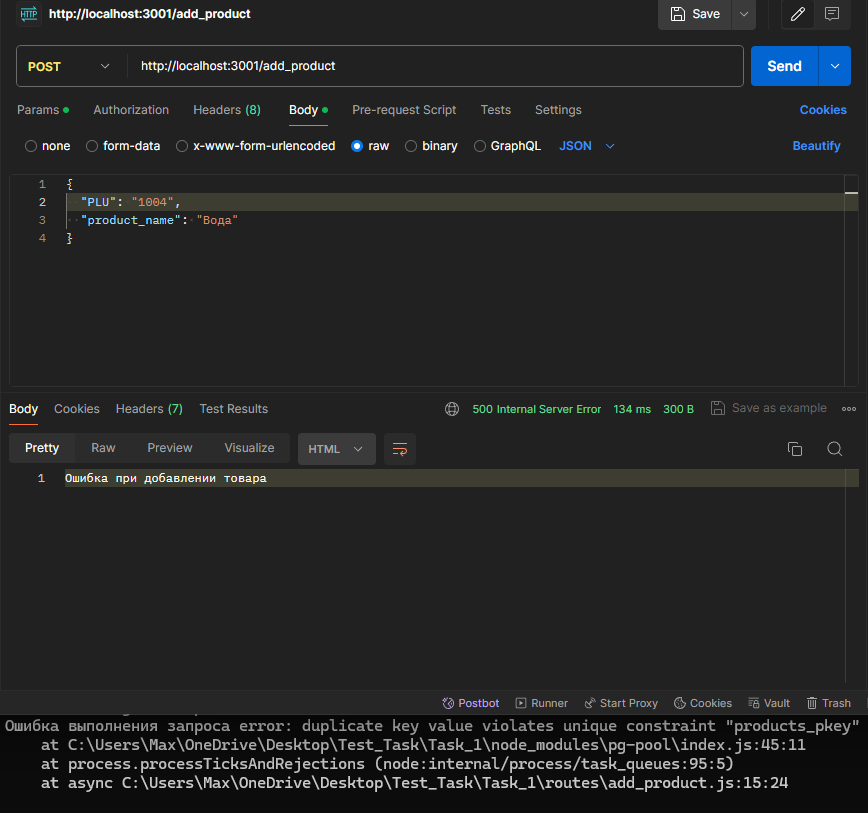 HTTP http://localhost:3001/add_product Save
POST http://localhost:3001/add_product Send
Params Authorization Headers (8) Body Pre-request Script Tests Settings Cookies
none form-data x-www-form-urlencoded raw binary GraphQL JSON Beautify
1 {
2 "PLU": "1004",
3 "product_name": "Вода"
4 }
Body Cookies Headers (7) Test Results 500 Internal Server Error 134 ms 300 B Save as example
Pretty Raw Preview Visualize HTML
1 Ошибка при добавлении товара
Postbot Runner Start Proxy Cookies Vault Trash
Ошибка выполнения запроса error: duplicate key value violates unique constraint "products_pkey"
at C:\Users\Max\OneDrive\Desktop\Test_Task\Task_1\node_modules\pg-pool\index.js:45:11
at process.processTicksAndRejections (node:internal/process/task_queues:95:5)
at async C:\Users\Max\OneDrive\Desktop\Test_Task\Task_1\routes\add_product.js:15:24